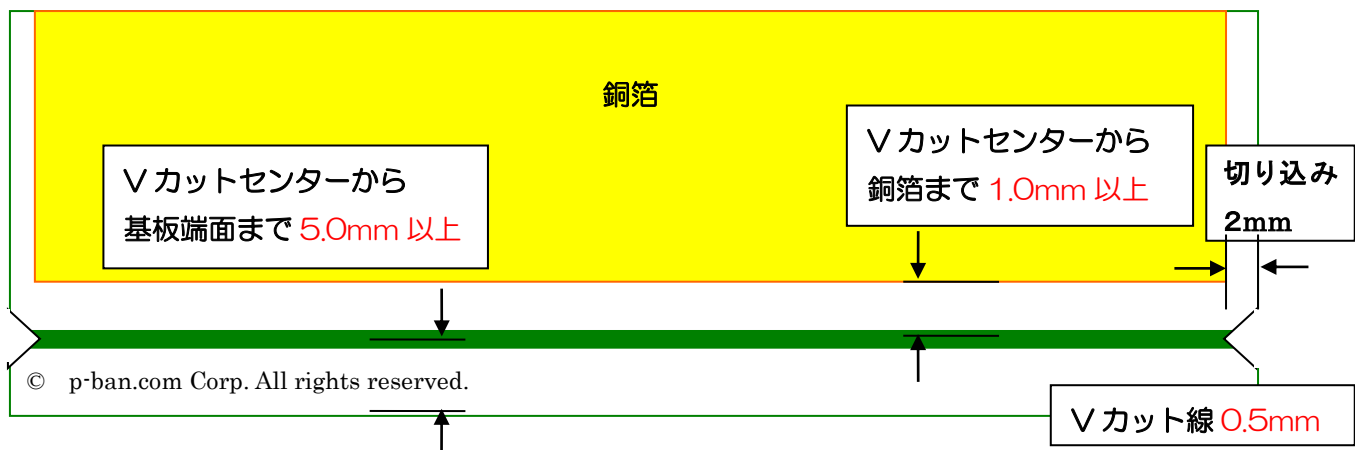 銅箔
Vカットセンターから
基板端面まで 5.0mm 以上
Vカットセンターから
銅箔まで 1.0mm 以上
切り込み
2mm
© p-ban.com Corp. All rights reserved.
Vカット線 0.5mm